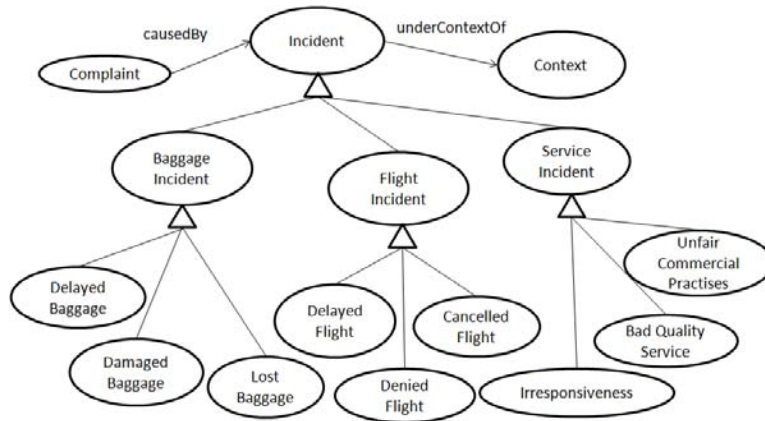 causedBy
Incident
underContextOf
Complaint
Context
Baggage
Incident
Flight
Incident
Service
Incident
Delayed
Baggage
Damaged
Baggage
Lost
Baggage
Delayed
Flight
Denied
Flight
Cancelled
Flight
Unfair
Commercial
Practises
Bad Quality
Service
Irresponsiveness